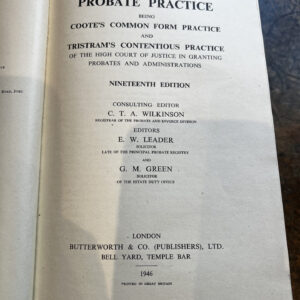 PROBATE PRACTICE
BEING
COOTE'S COMMON FORM PRACTICE
AND
TRISTRAM'S CONTENTIOUS PRACTICE
OF THE HIGH COURT OF JUSTICE IN GRANTING
PROBATES AND ADMINISTRATIONS
NINETEENTH EDITION
CONSULTING EDITOR
C. T. A. WILKINSON
REGISTRAR OF THE PROBATE AND DIVORCE DIVISION
EDITORS
E. W. LEADER
SOLICITOR
LATE OF THE PRINCIPAL PROBATE REGISTRY
AND
G. M. GREEN
SOLICITOR
OF THE ESTATE DUTY OFFICE
LONDON
BUTTERWORTH & CO. (PUBLISHERS), LTD.
BELL YARD, TEMPLE BAR
1946
PRINTED IN GREAT BRITAIN